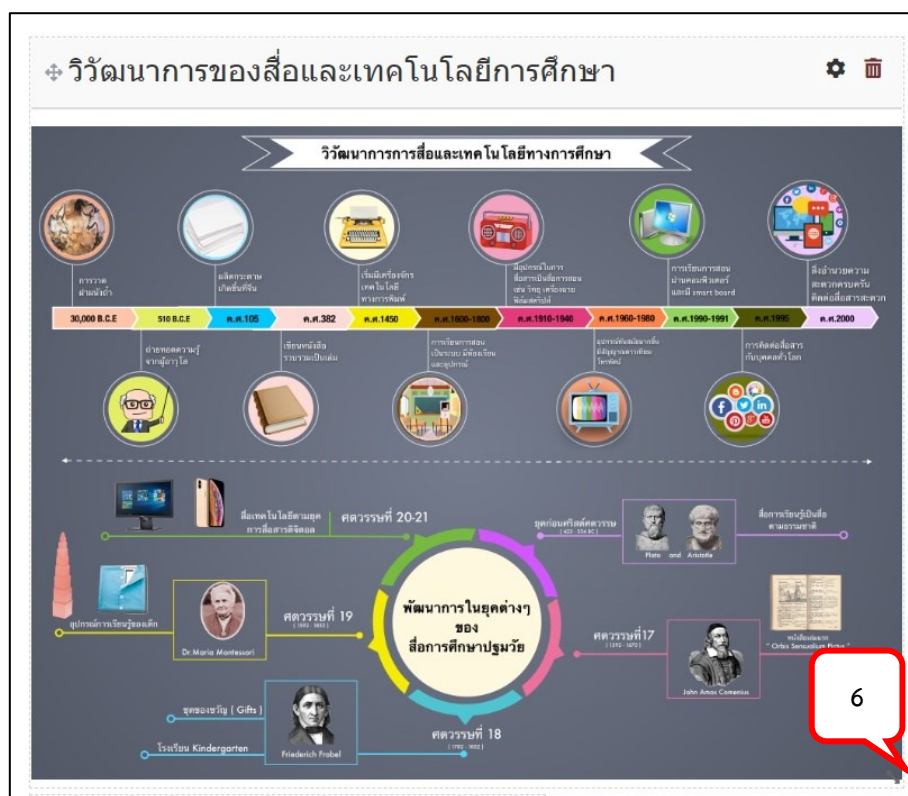 วิวัฒนาการของสื่อและเทคโนโลยีการศึกษา
วิวัฒนาการการสื่อและเทคโนโลยีทางการศึกษา
การวาด
ฝาผนังถ้ำ
ผลิตกระดาษ
เกิดขึ้นที่จีน
เริ่มมีเครื่องจักร
เทคโนโลยี
ทางการพิมพ์
มีอุปกรณ์ในการ
สื่อสารเป็นสื่อการสอน
เช่น วิทยุ เครื่องฉาย
ฟิล์มสตริปส์
การเรียนการสอน
ผ่านคอมพิวเตอร์
และมี smart board
สิ่งอำนวยความ
สะดวกครบครัน
ติดต่อสื่อสารสะดวก
30,000 B.C.E
510 B.C.E
ค.ศ.105
ค.ศ.382
ค.ศ.1450
ค.ศ.1600-1800
ค.ศ.1910-1940
ค.ศ.1960-1980
ค.ศ.1990-1991
ค.ศ.1995
ค.ศ.2000
ถ่ายทอดความรู้
จากผู้อาวุโส
เขียนหนังสือ
รวบรวมเป็นเล่ม
การเรียนการสอน
เป็นระบบ มีห้องเรียน
และอุปกรณ์
อุปกรณ์ทันสมัยมากขึ้น
มีสัญญาณดาวเทียม
โทรทัศน์
การติดต่อสื่อสาร
กับบุคคลทั่วโลก
สื่อเทคโนโลยีตามยุค
การสื่อสารดิจิตอล
ศตวรรษที่ 20-21
ยุคก่อนคริสต์ศตวรรษ
Plato and Aristotle
สื่อการเรียนรู้เป็นสื่อ
ตามธรรมชาติ
อุปกรณ์การเรียนรู้ของเด็ก
Dr.Maria Montessori
ศตวรรษที่ 19
พัฒนาการในยุคต่างๆ
ของ
สื่อการศึกษาปฐมวัย
ศตวรรษที่17
( 1592 - 1670 )
John Amos Comenius
หนังสือเล่มแรก
" Orbis Sensualium Pictus "
ชุดของขวัญ ( Gifts )
โรงเรียน Kindergarten
Friederich Frobel
ศตวรรษที่ 18
( 1782 - 1852 )
6